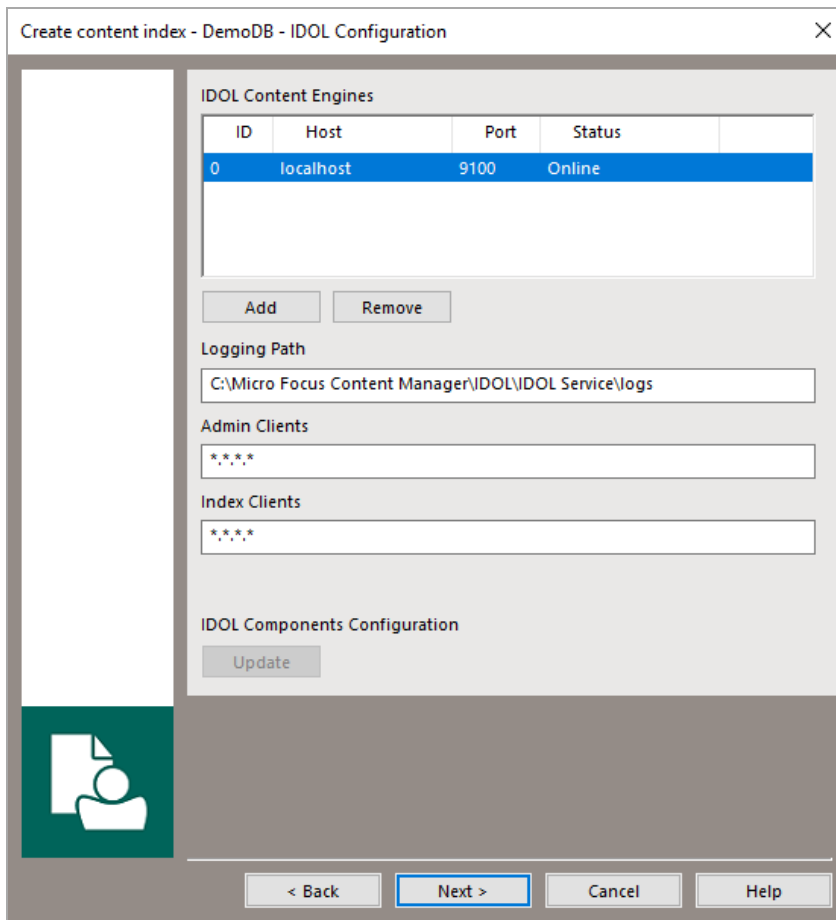 Create content index - DemoDB - IDOL Configuration
IDOL Content Engines
ID Host Port Status
0 localhost 9100 Online
Add Remove
Logging Path
C:\Micro Focus Content Manager\IDOL\IDOL Service\logs
Admin Clients
*.*.*.*
Index Clients
*.*.*.*
IDOL Components Configuration
Update
< Back Next > Cancel Help